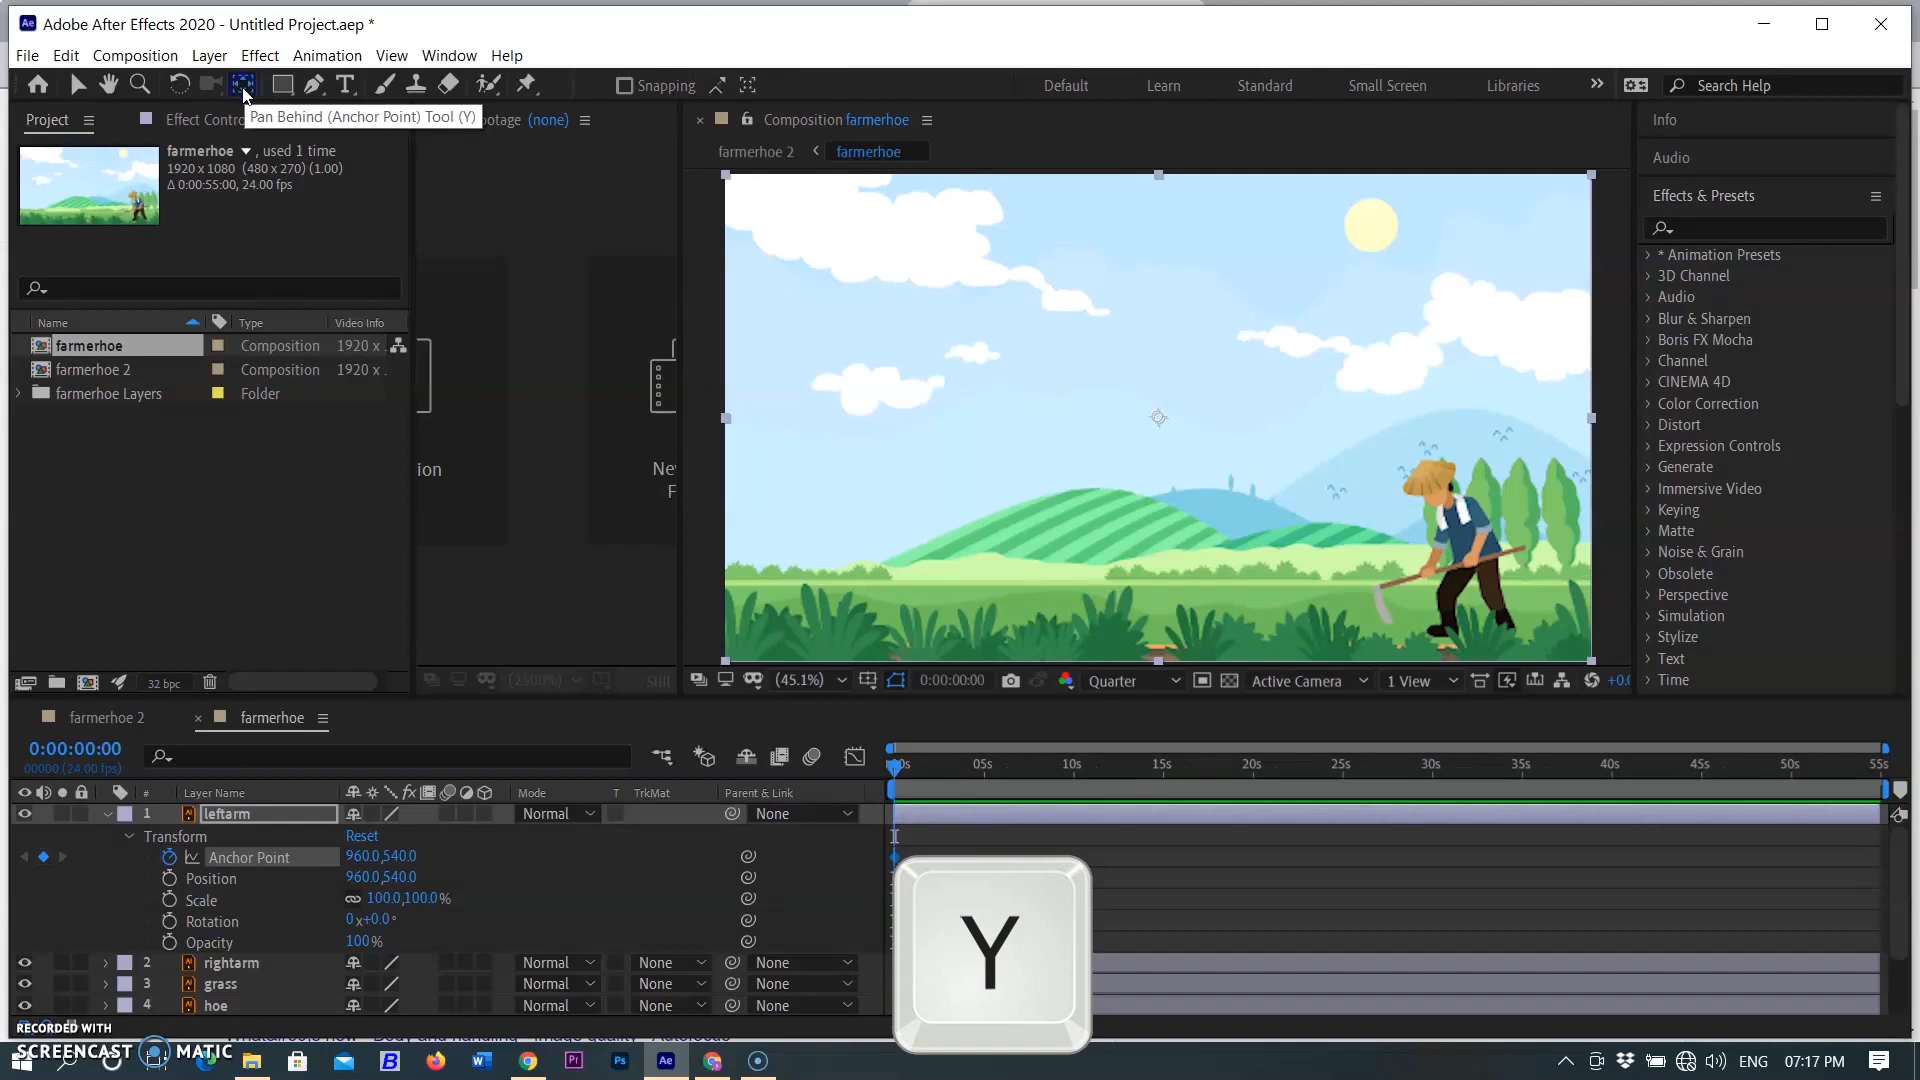 Ae Adobe After Effects 2020 - Untitled Project.aep *
File Edit Composition Layer Effect Animation View Window Help
Snapping
Default Learn Standard Small Screen Libraries
Search Help
Pan Behind (Anchor Point) Tool (Y)
Project
Effect Contro
ootage (none)
farmerhoe , used 1 time
1920 x 1080 (480 x 270) (1.00)
Δ 0:00:55:00, 24.00 fps
Name Type Video Info
farmerhoe Composition 1920 x
farmerhoe 2 Composition 1920 x
farmerhoe Layers Folder
32 bpc
ion
Ne
F
(2500%)
Composition farmerhoe
farmerhoe 2 farmerhoe
(45.1%) 0:00:00:00 Quarter Active Camera 1 View +0.0
Info
Audio
Effects & Presets
* Animation Presets
3D Channel
Audio
Blur & Sharpen
Boris FX Mocha
Channel
CINEMA 4D
Color Correction
Distort
Expression Controls
Generate
Immersive Video
Keying
Matte
Noise & Grain
Obsolete
Perspective
Simulation
Stylize
Text
Time
farmerhoe 2 farmerhoe
0:00:00:00
00000 (24.00 fps)
05s 10s 15s 20s 25s 30s 35s 40s 45s 50s 55s
# Layer Name Mode T TrkMat Parent & Link
1 leftarm Normal None
Transform Reset
Anchor Point 960.0,540.0
Position 960.0,540.0
Scale 100.0,100.0%
Rotation 0x+0.0°
Opacity 100%
2 rightarm Normal None None
3 grass Normal None None
4 hoe Normal None None
Y
RECORDED WITH
SCREENCAST MATIC
ENG 07:17 PM